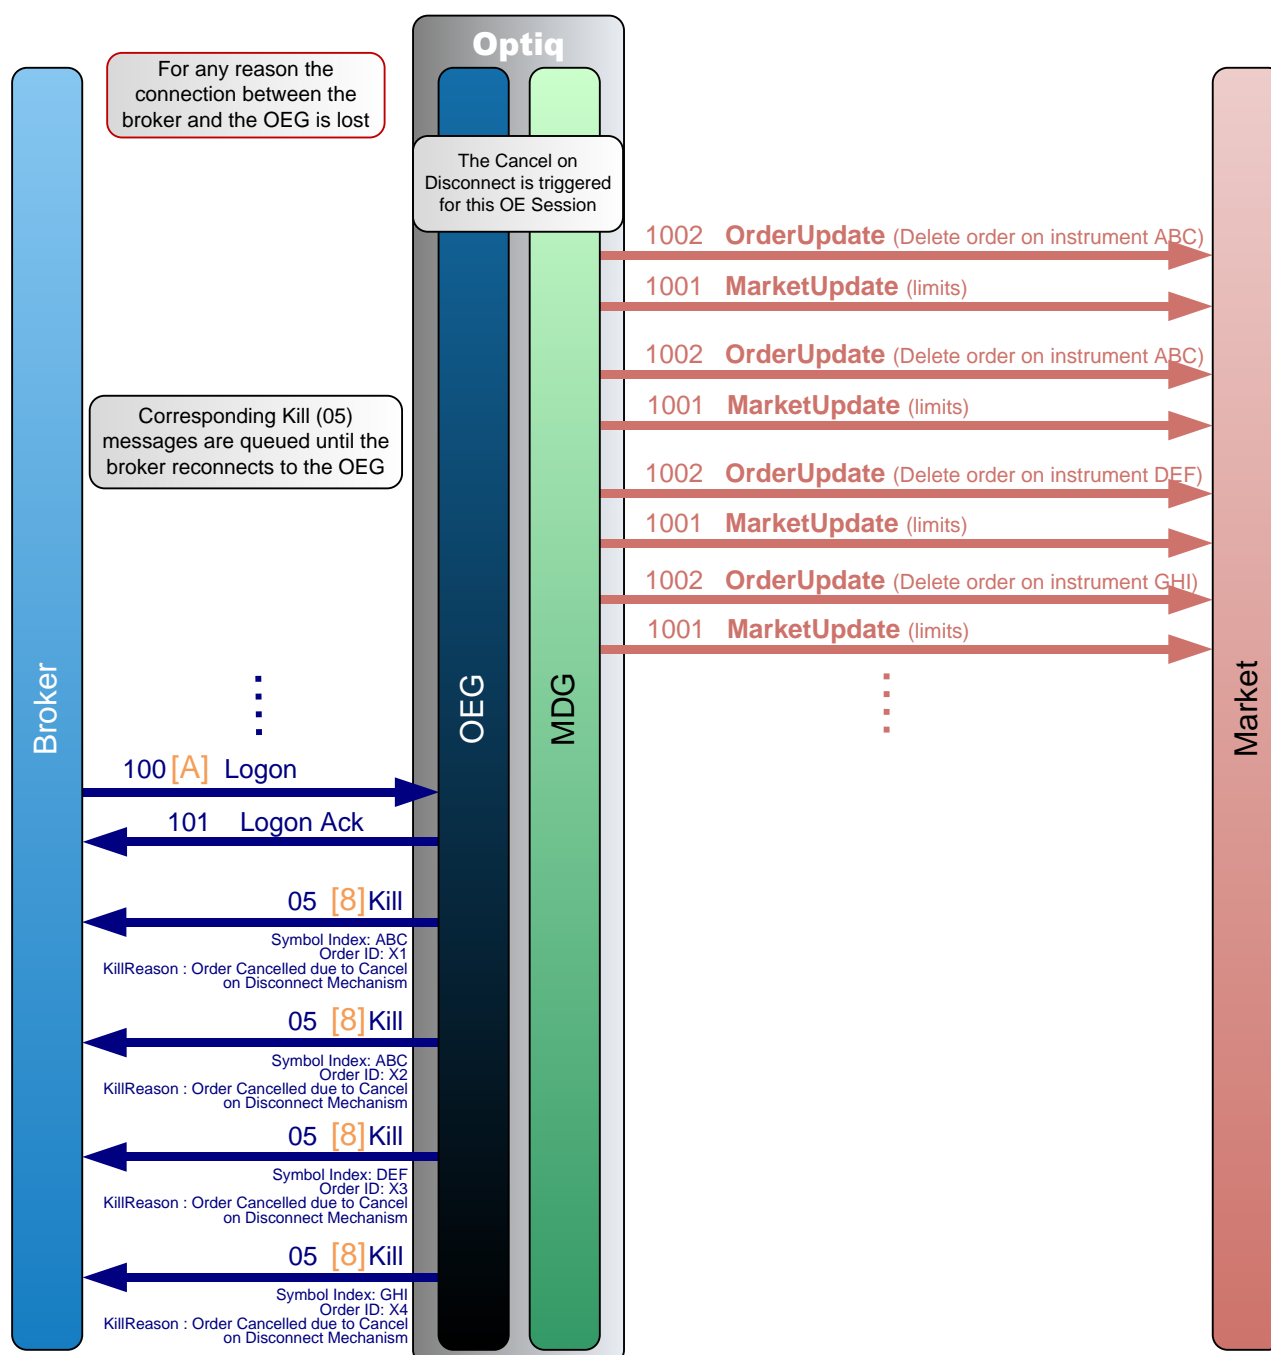 Optiq
For any reason the
connection between the
broker and the OEG is lost
The Cancel on
Disconnect is triggered
for this OE Session
1002 OrderUpdate (Delete order on instrument ABC)
1001 MarketUpdate (limits)
1002 OrderUpdate (Delete order on instrument ABC)
1001 MarketUpdate (limits)
Corresponding Kill (05)
messages are queued until the
broker reconnects to the OEG
1002 OrderUpdate (Delete order on instrument DEF)
1001 MarketUpdate (limits)
1002 OrderUpdate (Delete order on instrument GHI)
1001 MarketUpdate (limits)
Broker
OEG
MDG
Market
100 [A] Logon
101 Logon Ack
05 [8] Kill
Symbol Index: ABC
Order ID: X1
KillReason : Order Cancelled due to Cancel
on Disconnect Mechanism
05 [8] Kill
Symbol Index: ABC
Order ID: X2
KillReason : Order Cancelled due to Cancel
on Disconnect Mechanism
05 [8] Kill
Symbol Index: DEF
Order ID: X3
KillReason : Order Cancelled due to Cancel
on Disconnect Mechanism
05 [8] Kill
Symbol Index: GHI
Order ID: X4
KillReason : Order Cancelled due to Cancel
on Disconnect Mechanism